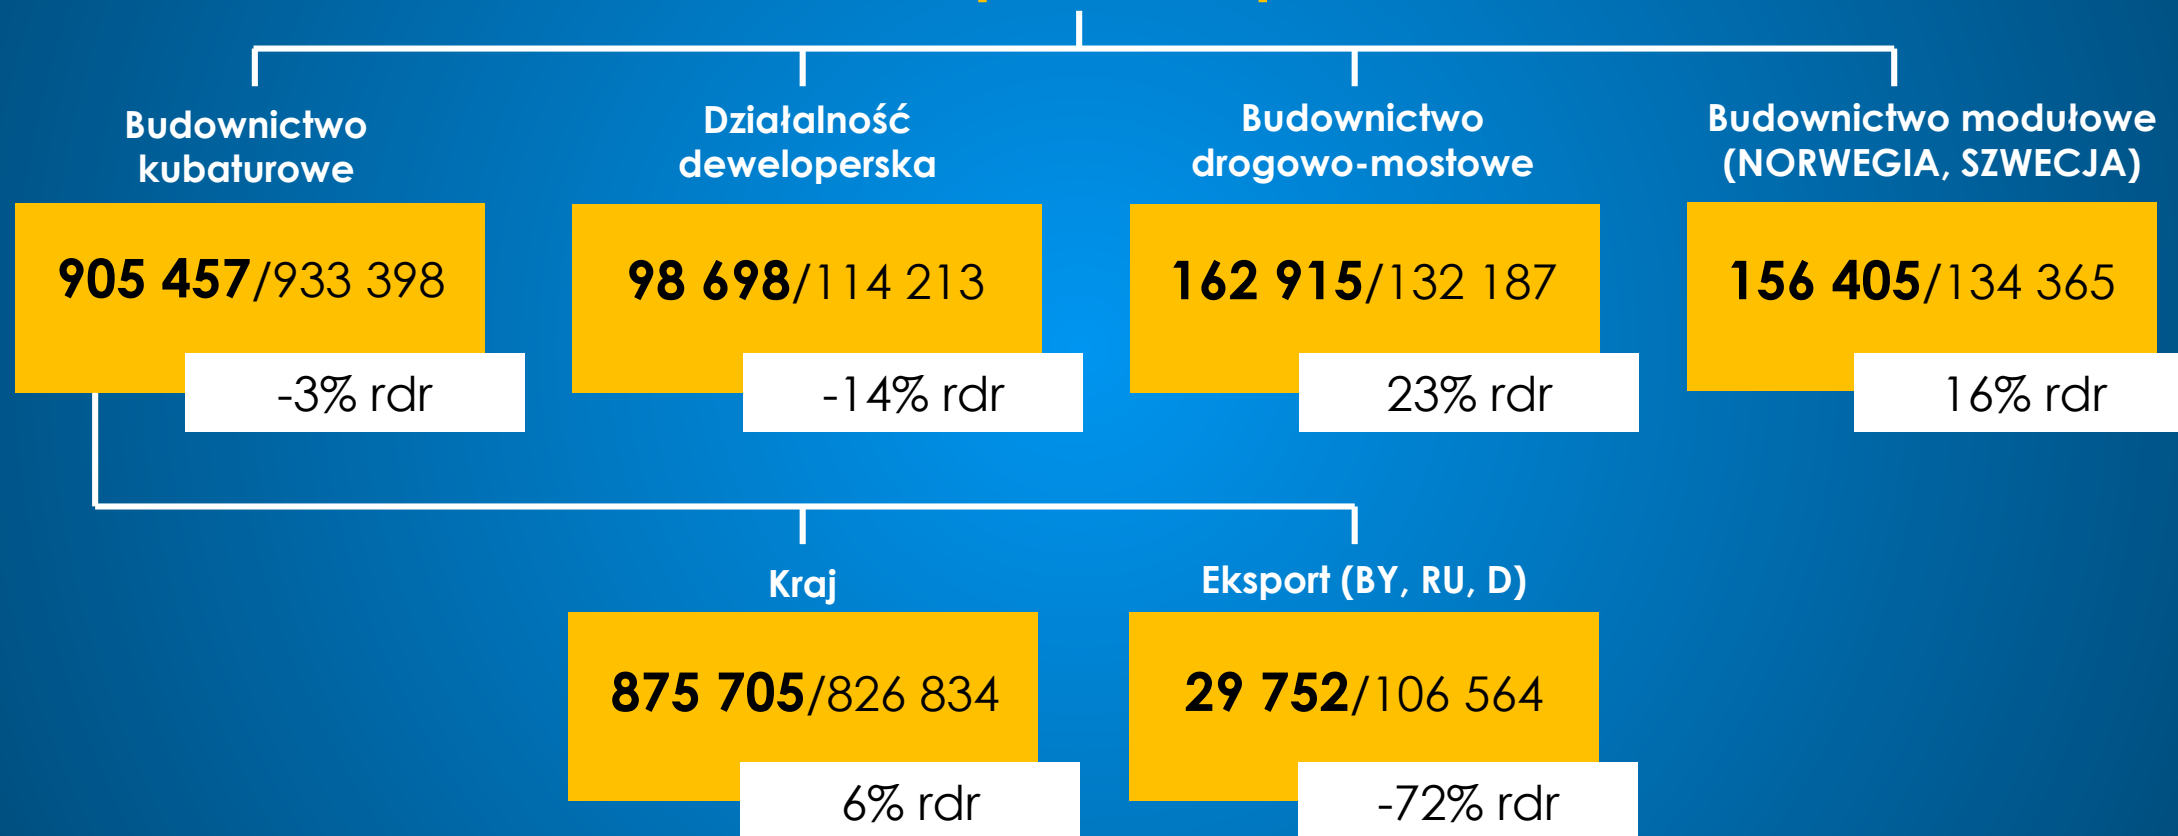 Budownictwo
kubaturowe
905 457/933 398
-3% rdr
Działalność
deweloperska
98 698/114 213
-14% rdr
Budownictwo
drogowo-mostowe
162 915/132 187
23% rdr
Budownictwo modułowe
(NORWEGIA, SZWECJA)
156 405/134 365
16% rdr
Kraj
875 705/826 834
6% rdr
Eksport (BY, RU, D)
29 752/106 564
-72% rdr